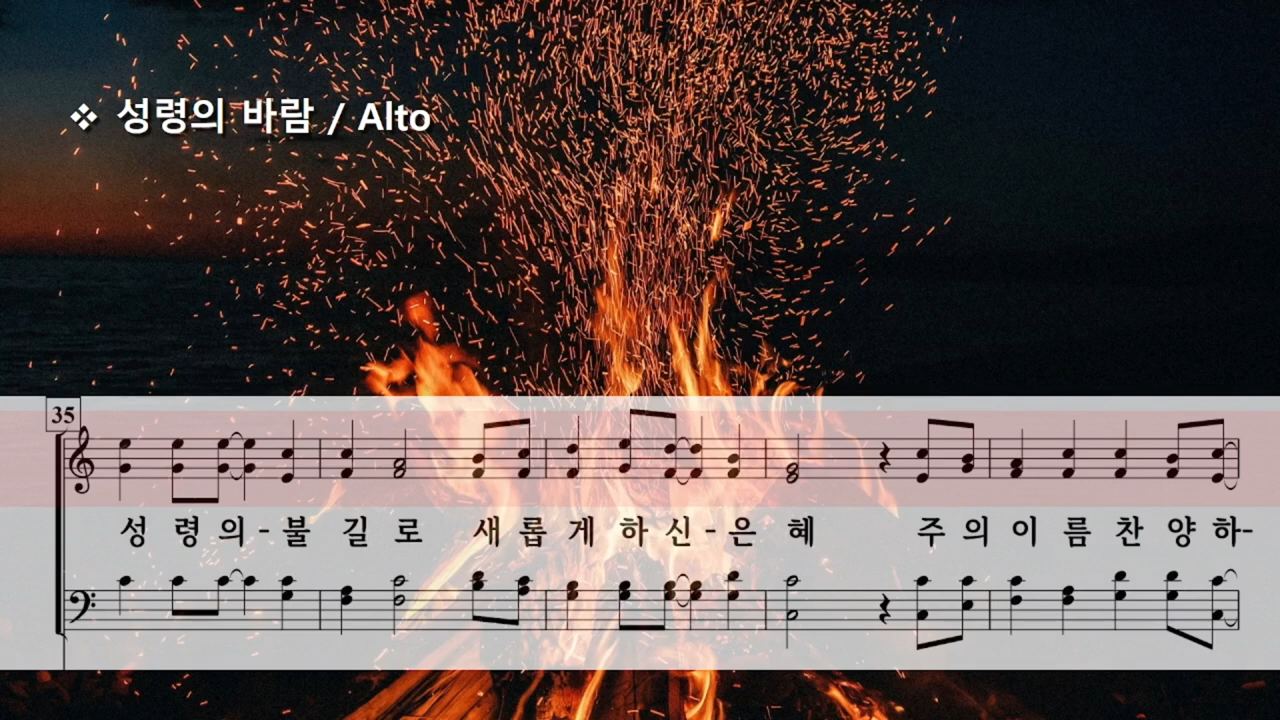 ❖ 성령의 바람 / Alto
35
성 령 의 - 불 길 로 새 롭 게 하 신 - 은 혜 주 의 이 름 찬 양 하-